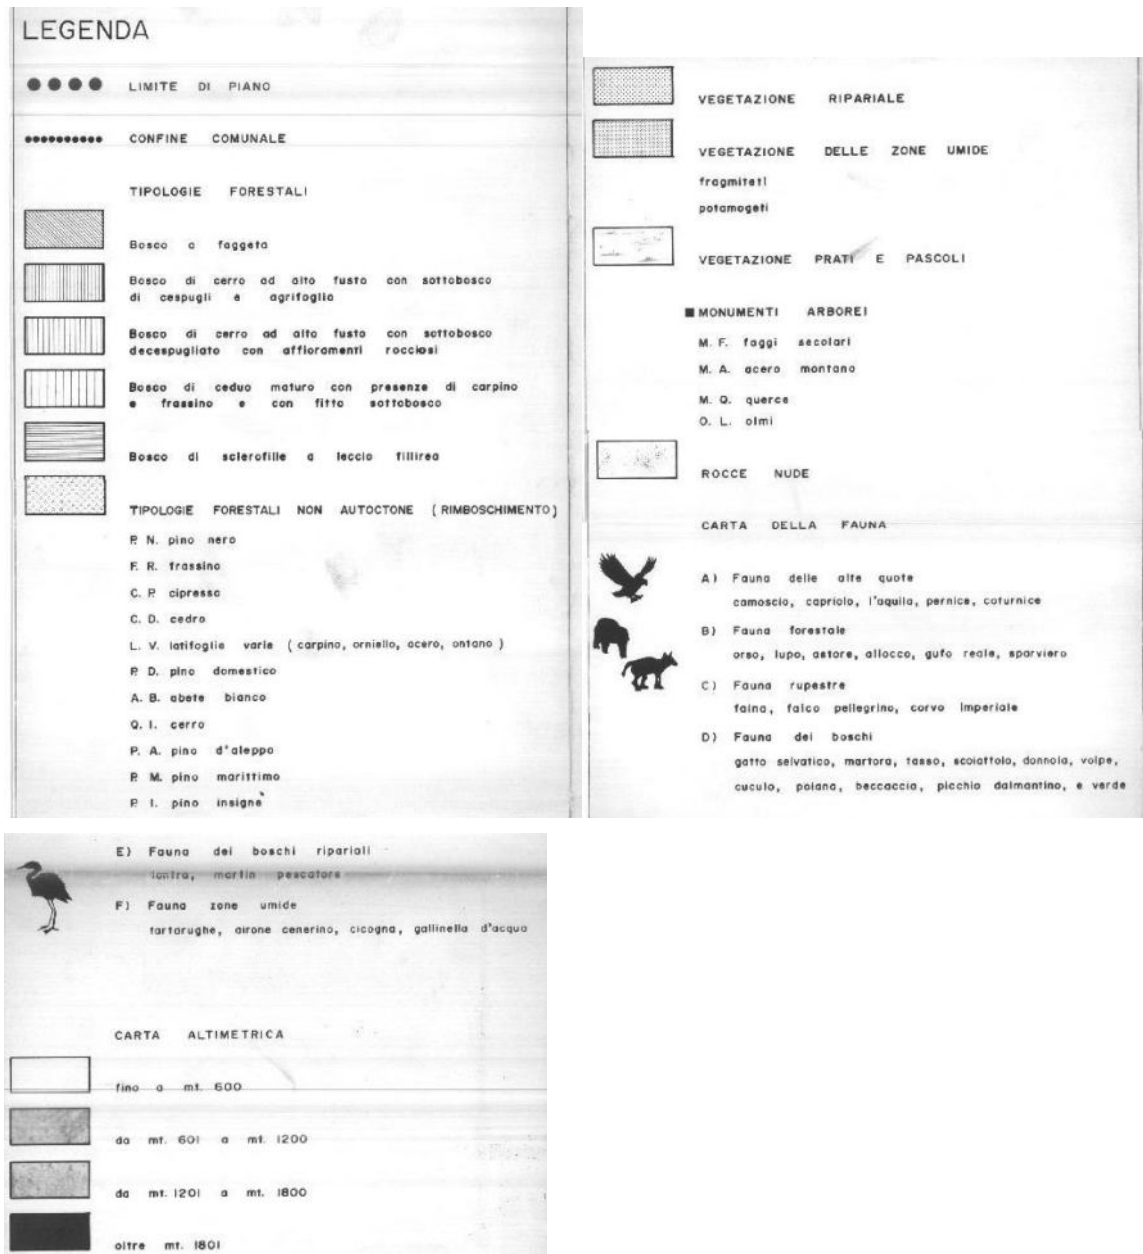 LEGENDA
LIMITE DI PIANO
CONFINE COMUNALE
TIPOLOGIE FORESTALI
Bosco a faggeta
Bosco di cerro ad alto fusto con sottobosco
di cespugli e agrifoglio
Bosco di cerro ad alto fusto con sottobosco
decespugliato con affioramenti rocciosi
Bosco di ceduo maturo con presenze di carpino
e frassino e con fitto sottobosco
Bosco di sclerofille a leccio fillirea
TIPOLOGIE FORESTALI NON AUTOCTONE (RIMBOSCHIMENTO)
P. N. pino nero
F. R. frassino
C. P. cipresso
C. D. cedro
L. V. latifoglie varie (carpino, orniello, acero, ontano)
P. D. pino domestico
A. B. abete bianco
Q. I. cerro
P. A. pino d'aleppo
P. M. pino marittimo
P. I. pino insigne
VEGETAZIONE RIPARIALE
VEGETAZIONE DELLE ZONE UMIDE
fragmiteti
potamogeti
VEGETAZIONE PRATI E PASCOLI
MONUMENTI ARBOREI
M. F. faggi secolari
M. A. acero montano
M. Q. querce
O. L. olmi
ROCCE NUDE
CARTA DELLA FAUNA
A) Fauna delle alte quote
camoscio, capriolo, l'aquila, pernice, coturnice
B) Fauna forestale
orso, lupo, astore, allocco, gufo reale, sparviero
C) Fauna rupestre
faina, falco pellegrino, corvo imperiale
D) Fauna dei boschi
gatto selvatico, martora, tasso, scoiattolo, donnola, volpe,
cuculo, poiana, beccaccia, picchio dalmantino, e verde
E) Fauna dei boschi ripariali
lontra, martin pescatore
F) Fauna zone umide
tartarughe, airone cenerino, cicogna, gallinella d'acqua
CARTA ALTIMETRICA
fino a mt. 600
da mt. 601 a mt. 1200
da mt. 1201 a mt. 1800
oltre mt. 1801